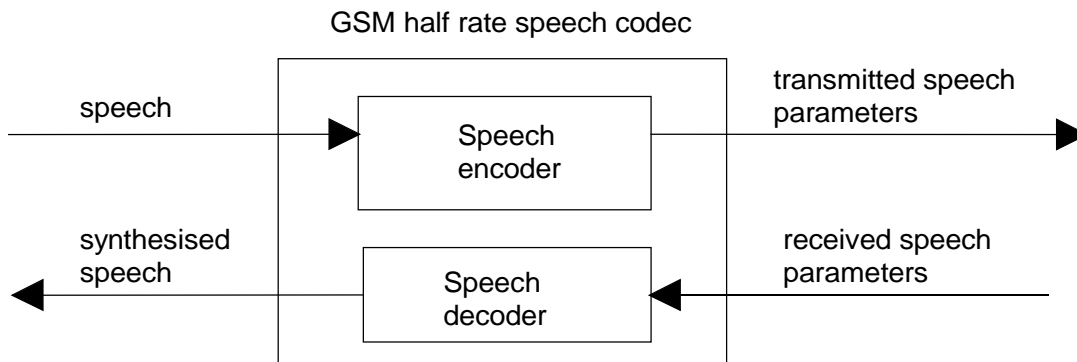 GSM half rate speech codec
speech
Speech
encoder
transmitted speech
parameters
synthesised
speech
Speech
decoder
received speech
parameters